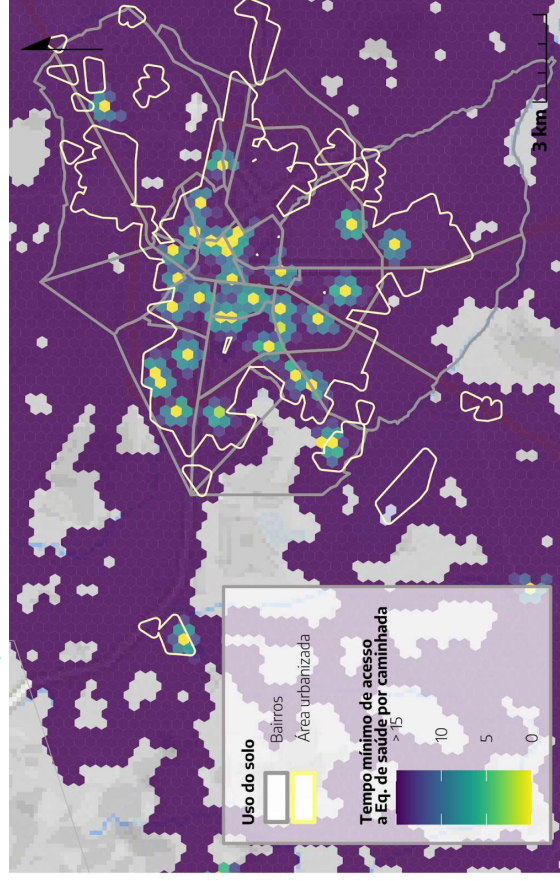 Uso do solo
Bairros
Área urbanizada
Tempo mínimo de acesso
a Eq. de saúde por caminhada
> 15
10
5
0
3 km